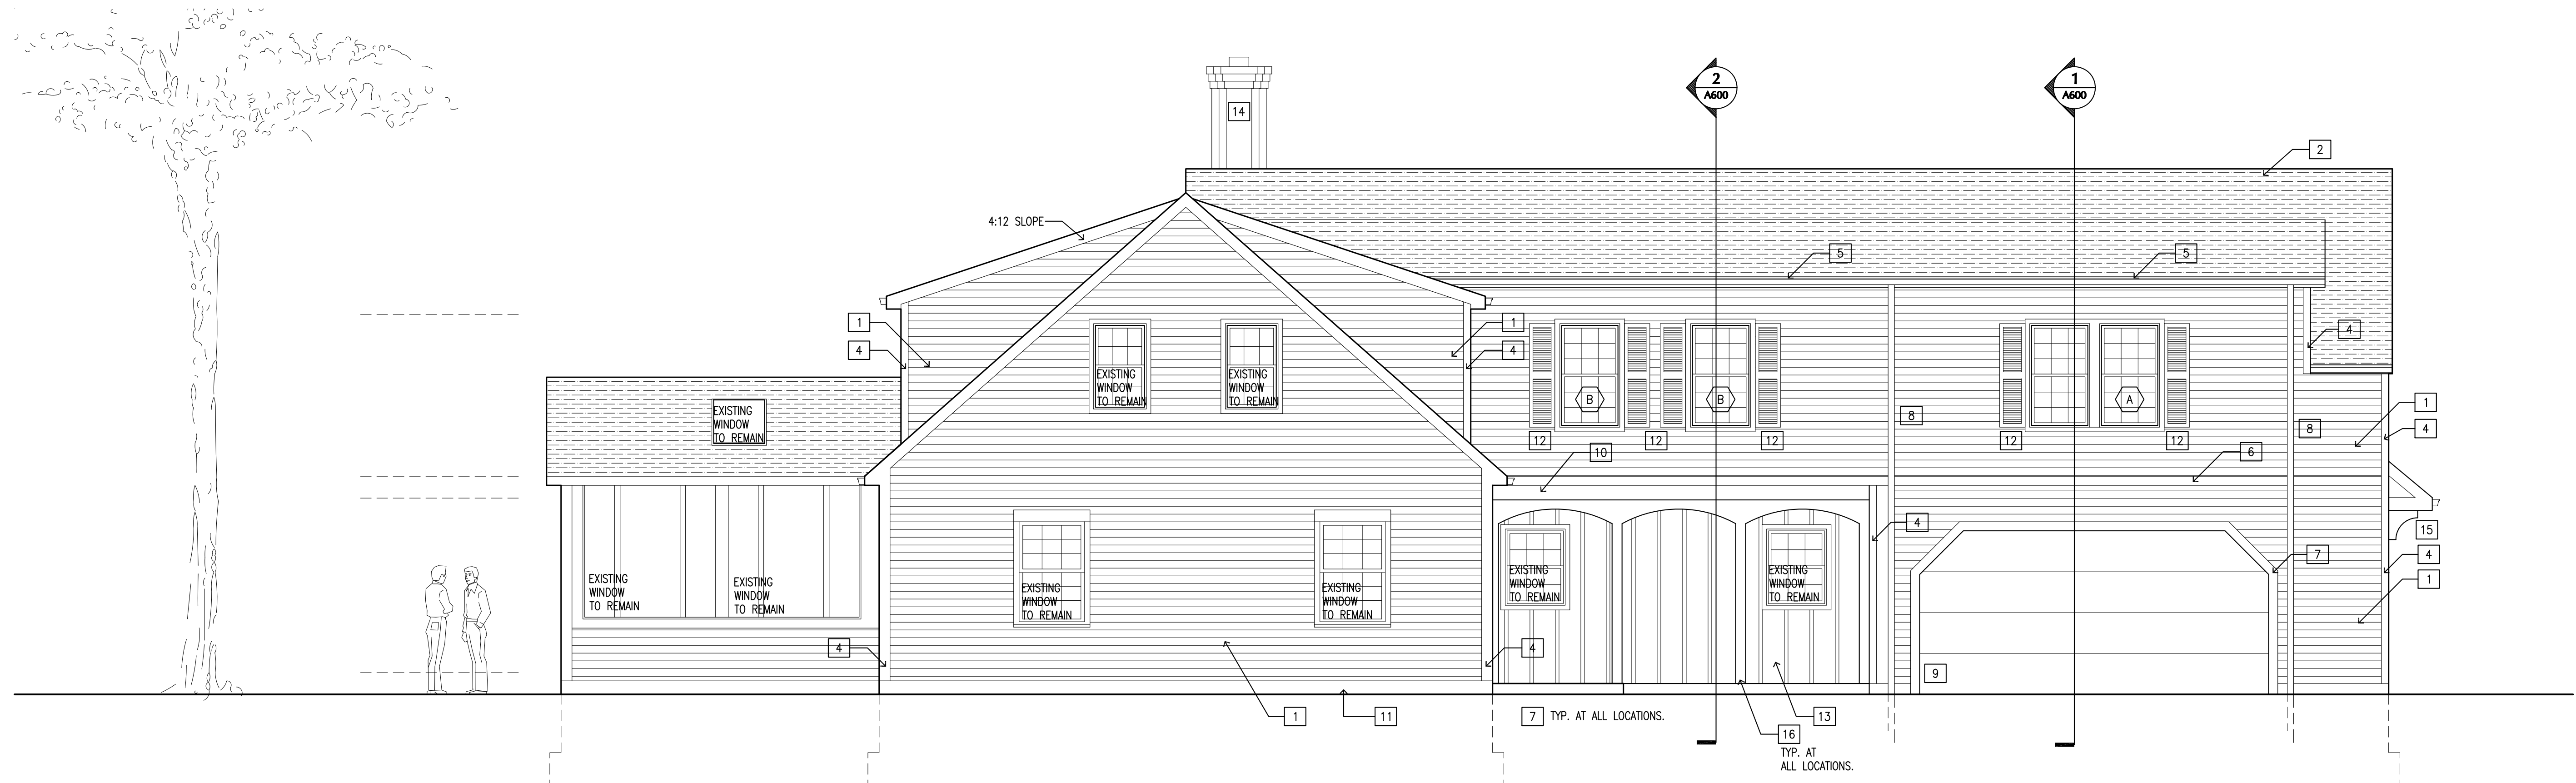 2
A600
1
A600
14
2
4:12 SLOPE
5
5
1
1
4
4
4
EXISTING
WINDOW
TO REMAIN
EXISTING
WINDOW
TO REMAIN
B
B
A
EXISTING
WINDOW
TO REMAIN
8
8
1
4
12
12
12
12
12
10
6
4
15
7
4
1
EXISTING
WINDOW
TO REMAIN
EXISTING
WINDOW
TO REMAIN
EXISTING
WINDOW
TO REMAIN
EXISTING
WINDOW
TO REMAIN
EXISTING
WINDOW
TO REMAIN
EXISTING
WINDOW
TO REMAIN
4
4
9
1
11
7 TYP. AT ALL LOCATIONS.
13
16
TYP. AT
ALL LOCATIONS.